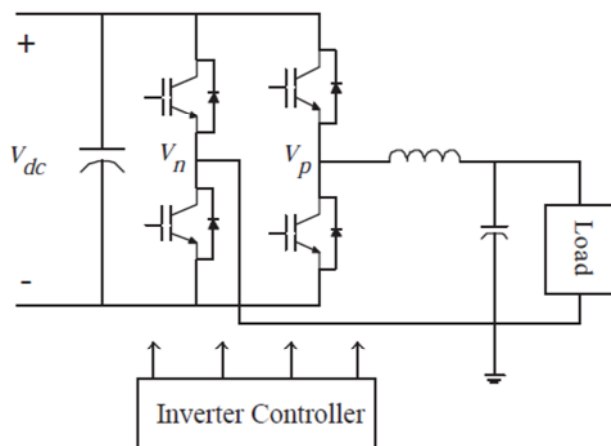 +
V_dc
-
V_n
V_p
Load
Inverter Controller